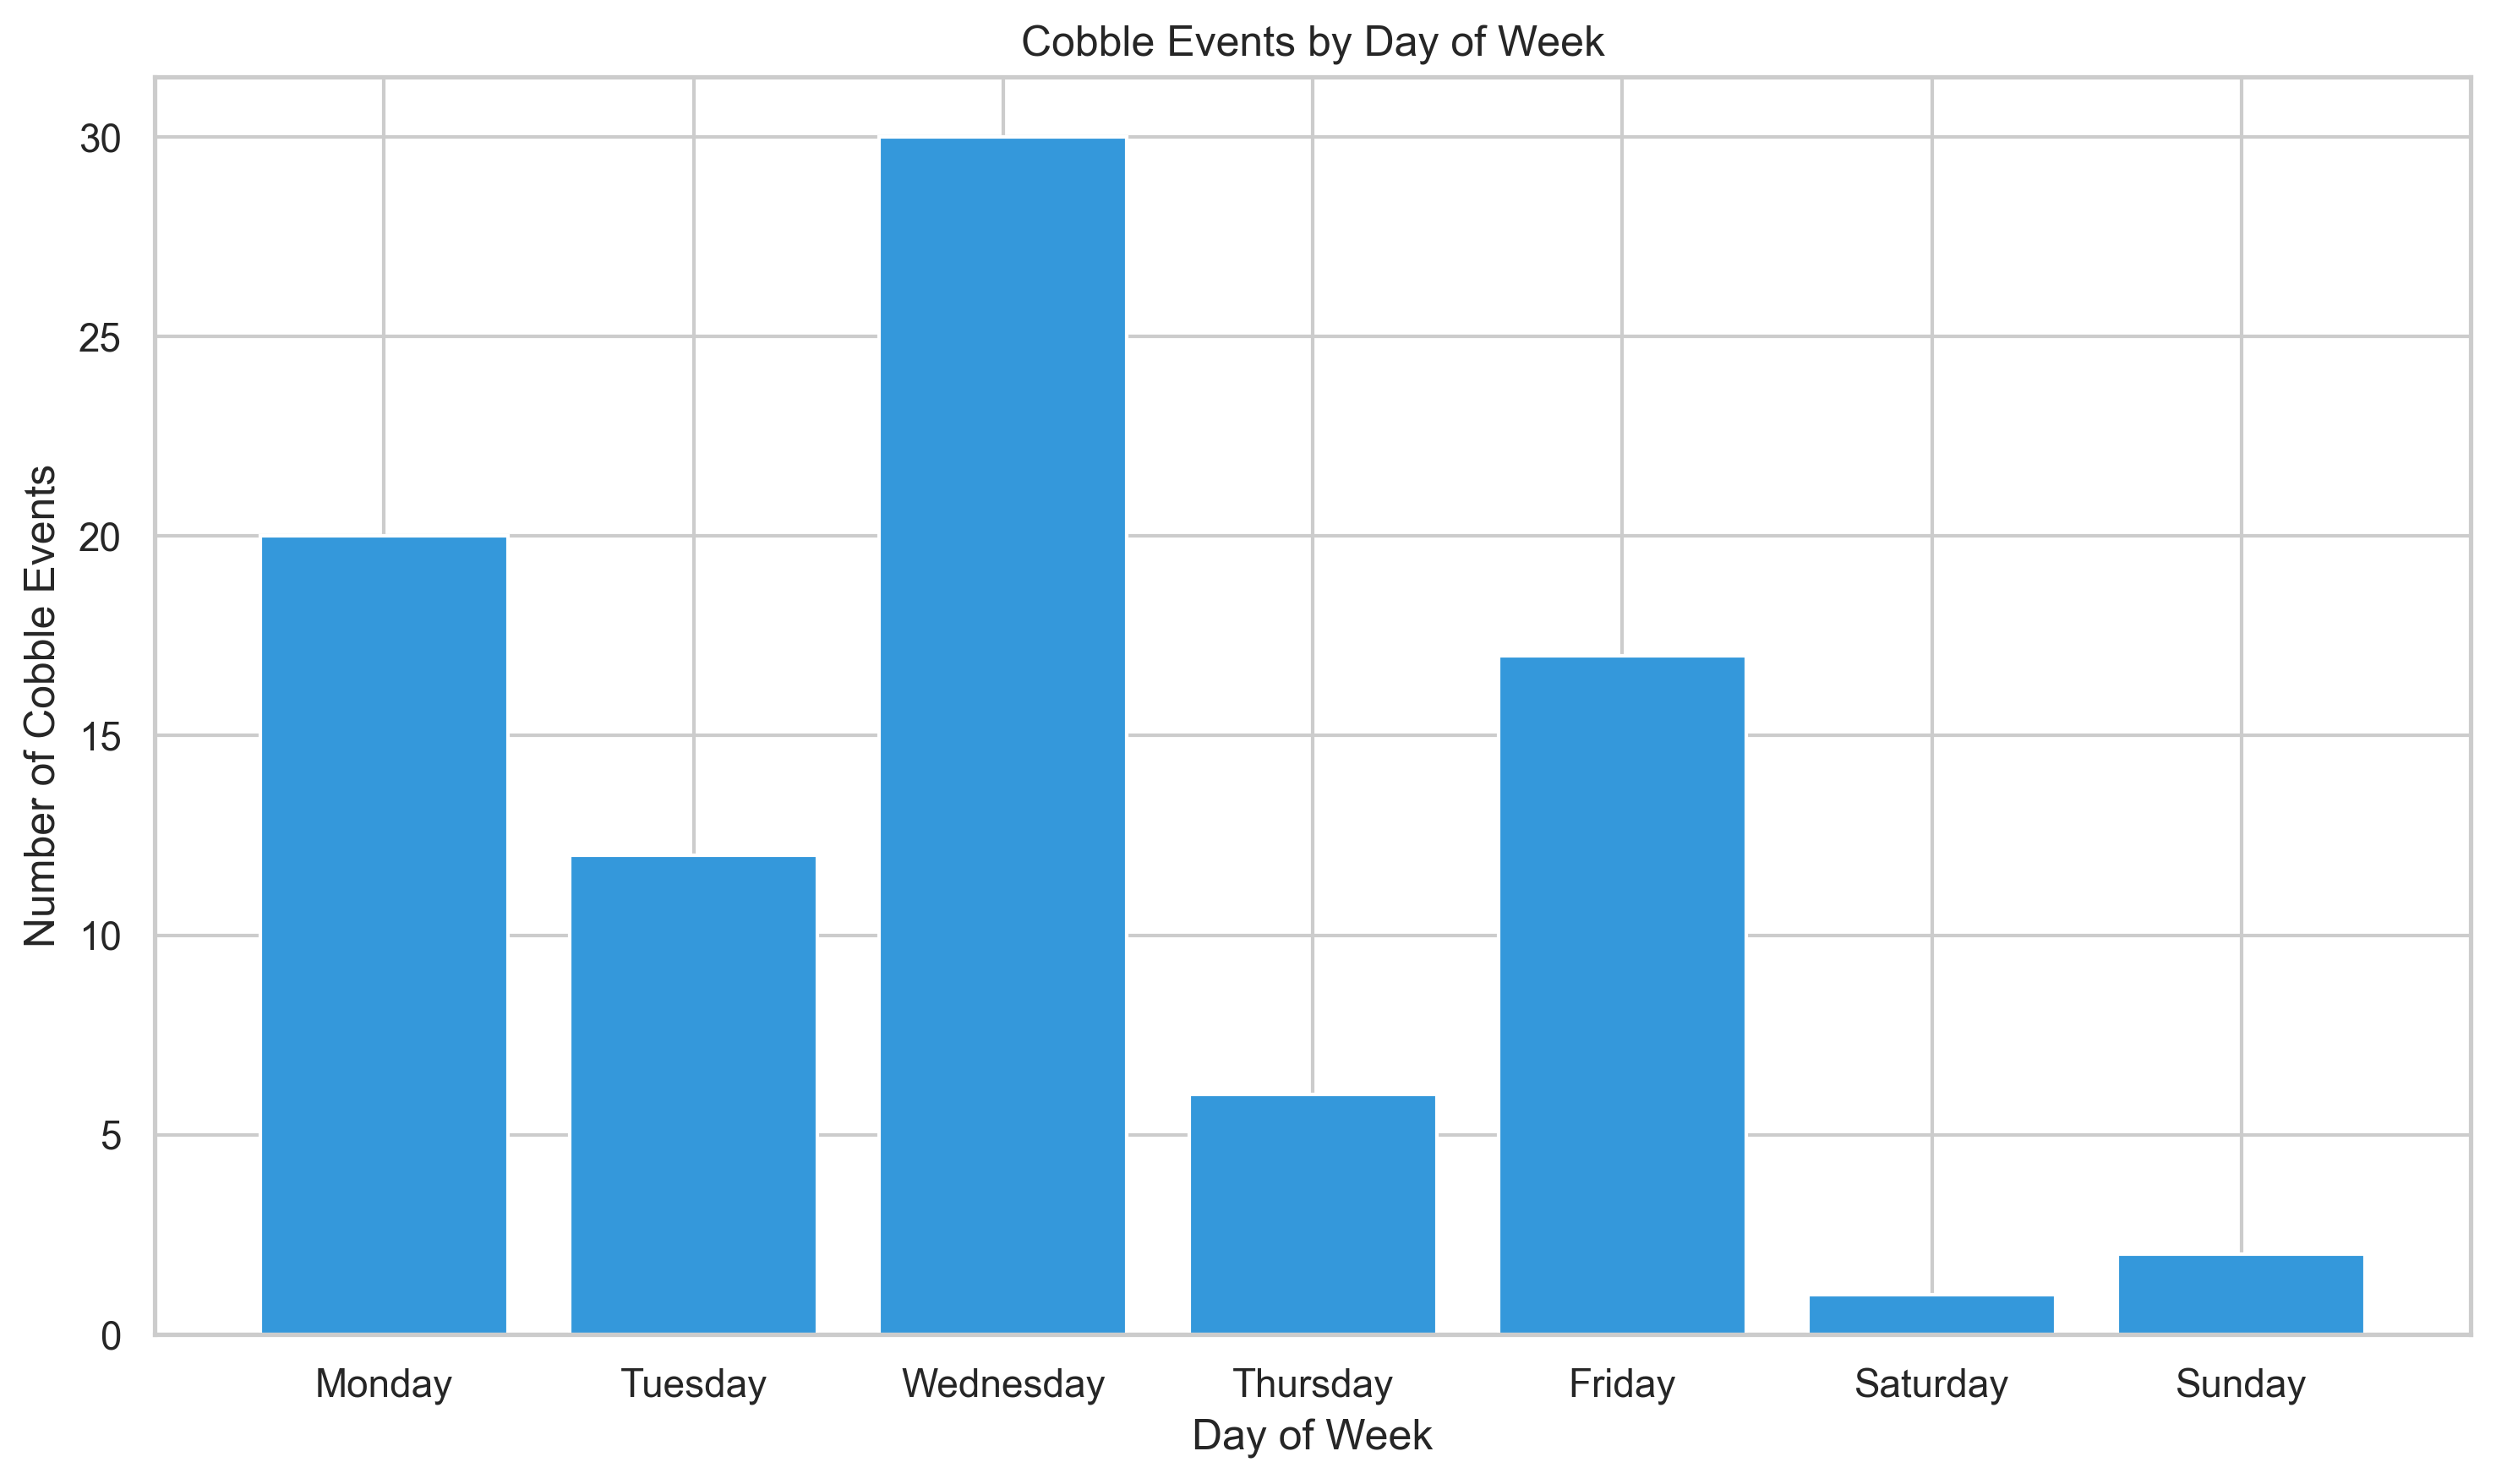 Cobble Events by Day of Week
Number of Cobble Events
30
25
20
15
10
5
0
Monday Tuesday Wednesday Thursday Friday Saturday Sunday
Day of Week